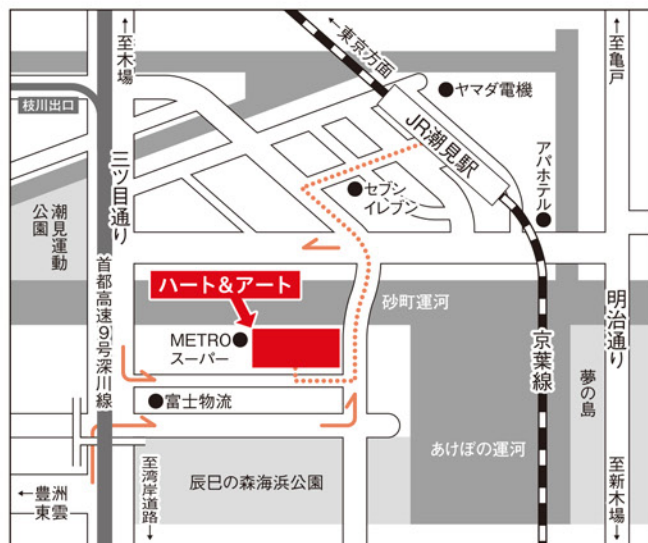 ↑至木場
←東京方面
↑至亀戸
ヤマダ電機
枝川出口
JR潮見駅
アパホテル
三ツ目通り
セブン
イレブン
潮見運動
公園
首都高速9号深川線
ハート&アート
砂町運河
明治通り
METRO
スーパー
京葉線
夢の島
富士物流
あけぼの運河
辰巳の森海浜公園
至湾岸道路→
至新木場→
←豊洲
東雲